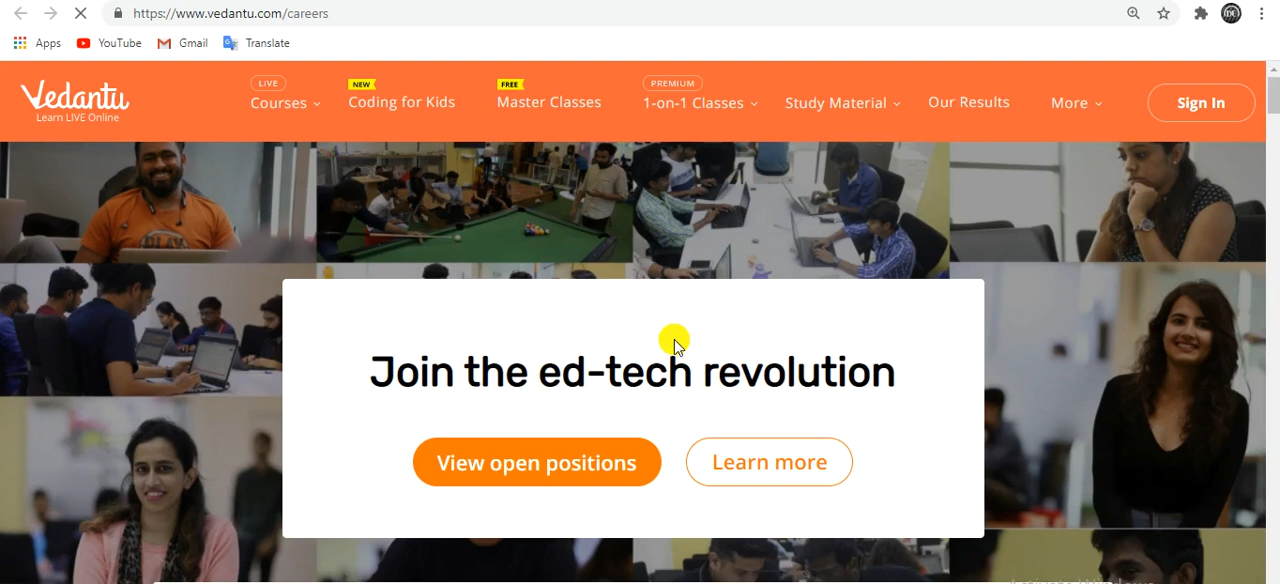 https://www.vedantu.com/careers
Apps YouTube Gmail Translate
LIVE NEW FREE PREMIUM
Vedantu Courses Coding for Kids Master Classes 1-on-1 Classes Study Material Our Results More Sign In
Learn LIVE Online
Join the ed-tech revolution
View open positions Learn more